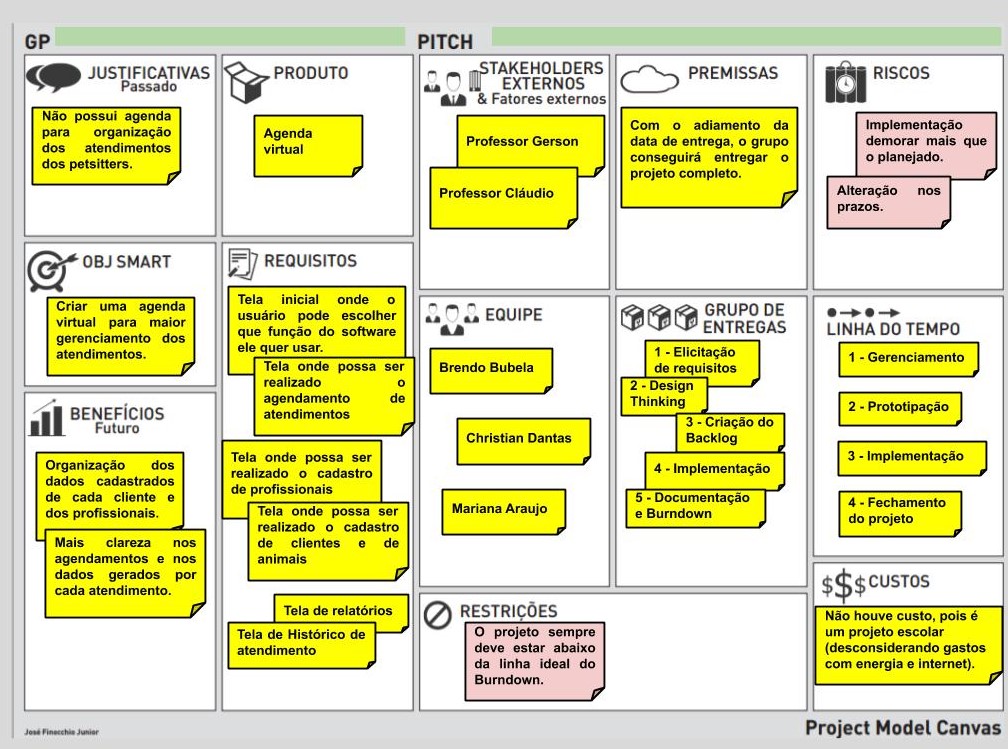 GP
PITCH
JUSTIFICATIVAS
Passado
Não possui agenda
para organização
dos atendimentos
dos petsitters.
PRODUTO
Agenda
virtual
STAKEHOLDERS
EXTERNOS
& Fatores externos
Professor Gerson
Professor Cláudio
PREMISSAS
Com o adiamento da
data de entrega, o grupo
conseguirá entregar o
projeto completo.
RISCOS
Implementação
demorar mais que
o planejado.
Alteração nos
prazos.
OBJ SMART
Criar uma agenda
virtual para maior
gerenciamento dos
atendimentos.
REQUISITOS
Tela inicial onde o
usuário pode escolher
que função do software
ele quer usar.
Tela onde possa ser
realizado o
agendamento de
atendimentos
Tela onde possa ser
realizado o cadastro
de profissionais
Tela onde possa ser
realizado o cadastro
de clientes e de
animais
Tela de relatórios
Tela de Histórico de
atendimento
EQUIPE
Brendo Bubela
Christian Dantas
Mariana Araujo
GRUPO DE
ENTREGAS
1 - Elicitação
de requisitos
2 - Design
Thinking
3 - Criação do
Backlog
4 - Implementação
5 - Documentação
e Burndown
LINHA DO TEMPO
1 - Gerenciamento
2 - Prototipação
3 - Implementação
4 - Fechamento
do projeto
BENEFÍCIOS
Futuro
Organização dos
dados cadastrados
de cada cliente e
dos profissionais.
Mais clareza nos
agendamentos e nos
dados gerados por
cada atendimento.
RESTRIÇÕES
O projeto sempre
deve estar abaixo
da linha ideal do
Burndown.
$$$ CUSTOS
Não houve custo, pois é
um projeto escolar
(desconsiderando gastos
com energia e internet).
José Finocchio Junior
Project Model Canvas